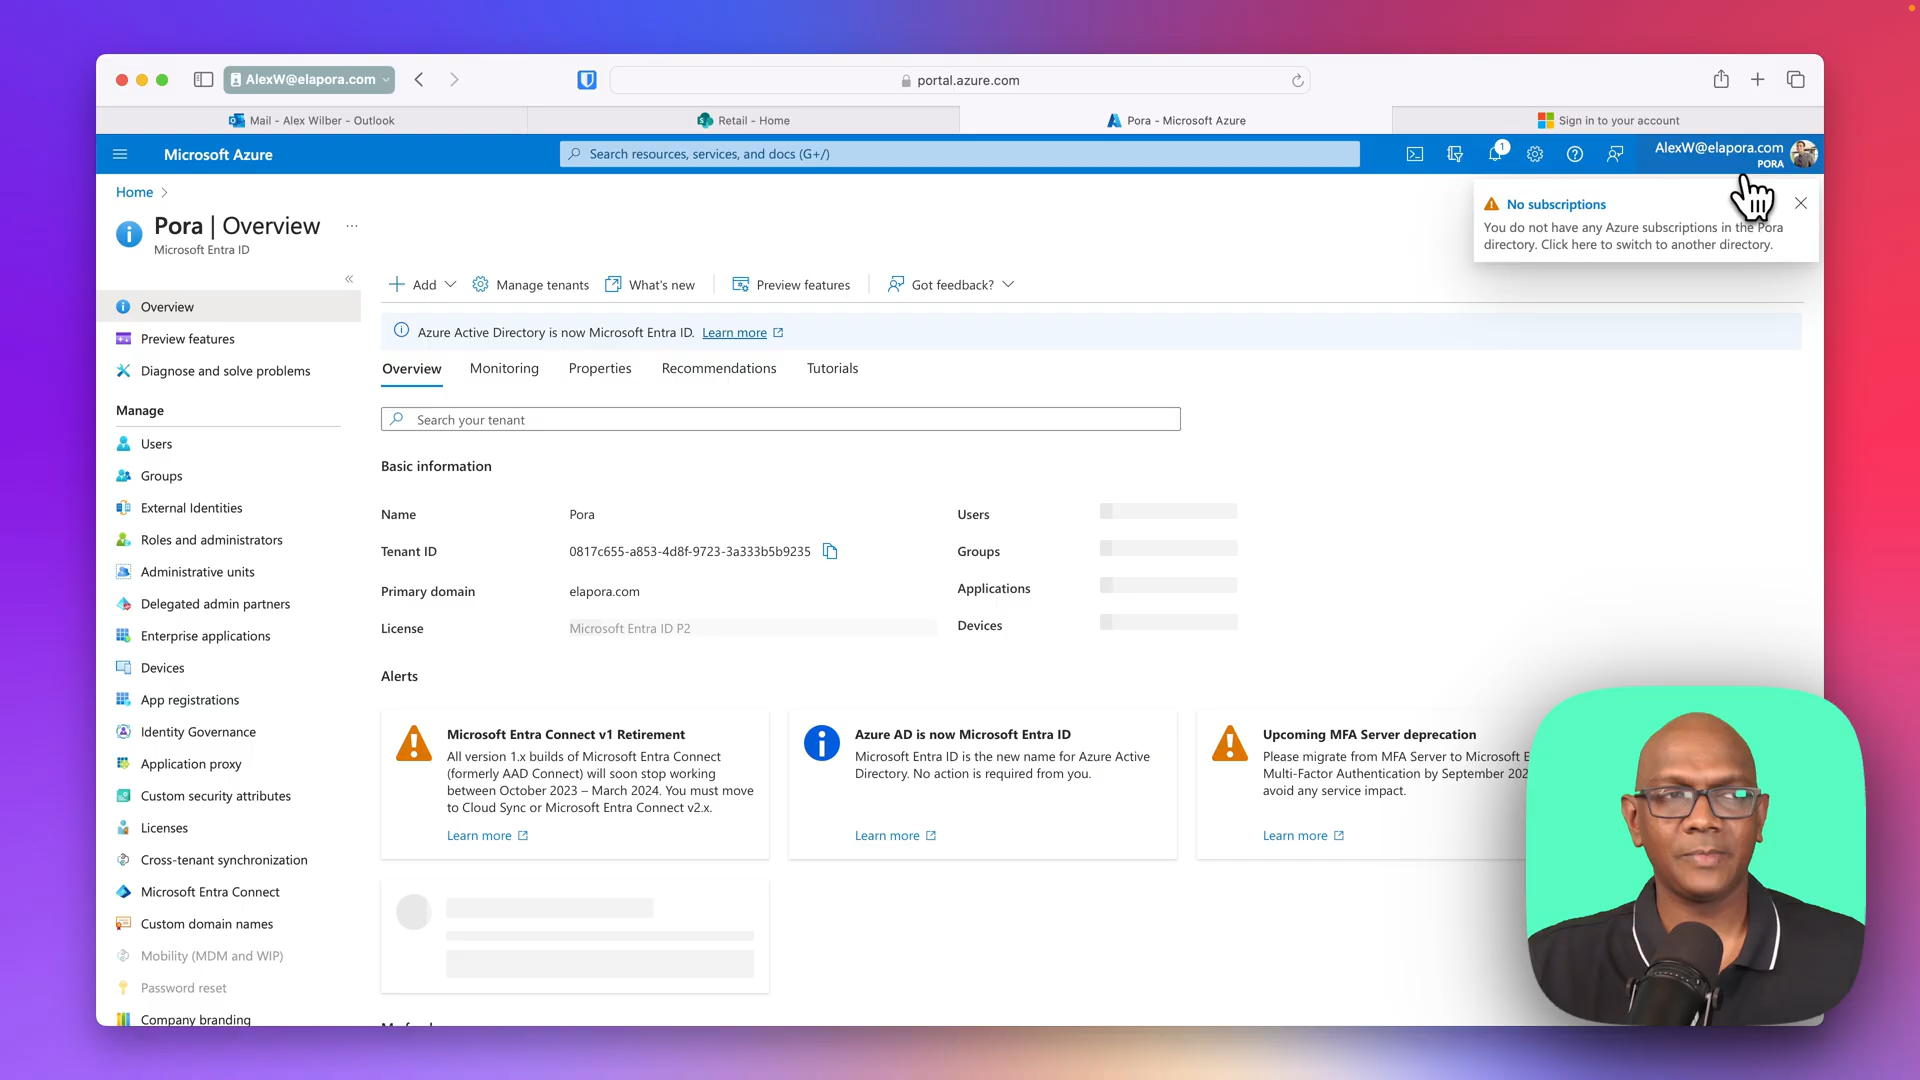 AlexW@elapora.com
portal.azure.com
Mail - Alex Wilber - Outlook
Retail - Home
Pora - Microsoft Azure
Sign in to your account
Microsoft Azure
Search resources, services, and docs (G+/)
1
AlexW@elapora.com
PORA
Home
No subscriptions
You do not have any Azure subscriptions in the Pora
directory. Click here to switch to another directory.
Pora | Overview
...
Microsoft Entra ID
Add
Manage tenants
What's new
Preview features
Got feedback?
Azure Active Directory is now Microsoft Entra ID. Learn more
Overview
Preview features
Diagnose and solve problems
Manage
Users
Groups
External Identities
Roles and administrators
Administrative units
Delegated admin partners
Enterprise applications
Devices
App registrations
Identity Governance
Application proxy
Custom security attributes
Licenses
Cross-tenant synchronization
Microsoft Entra Connect
Custom domain names
Mobility (MDM and WIP)
Password reset
Company branding
Overview
Monitoring
Properties
Recommendations
Tutorials
Search your tenant
Basic information
Name
Pora
Tenant ID
0817c655-a853-4d8f-9723-3a333b5b9235
Primary domain
elapora.com
License
Microsoft Entra ID P2
Users
Groups
Applications
Devices
Alerts
Microsoft Entra Connect v1 Retirement
All version 1.x builds of Microsoft Entra Connect
(formerly AAD Connect) will soon stop working
between October 2023 – March 2024. You must move
to Cloud Sync or Microsoft Entra Connect v2.x.
Learn more
Azure AD is now Microsoft Entra ID
Microsoft Entra ID is the new name for Azure Active
Directory. No action is required from you.
Learn more
Upcoming MFA Server deprecation
Please migrate from MFA Server to Microsoft E
Multi-Factor Authentication by September 202
avoid any service impact.
Learn more